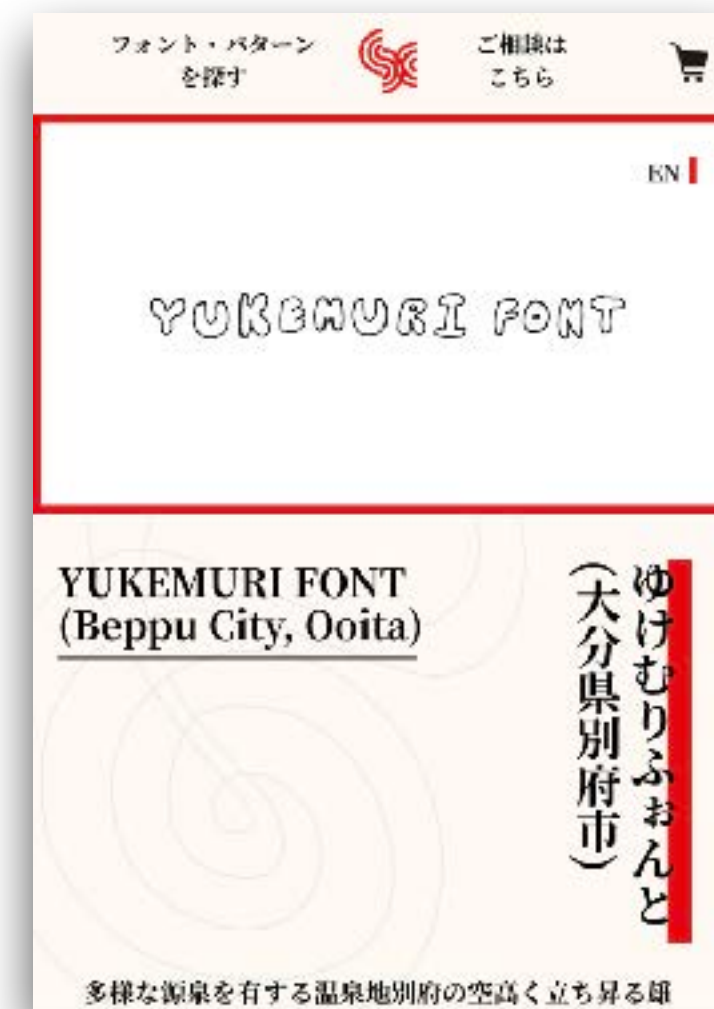 フォント・パターン
を探す
ご相談は
こちら
EN
YUKEMURI FONT
YUKEMURI FONT
(Beppu City, Ooita)
ゆけむりふぉんと
(大分県別府市)
多様な源泉を有する温泉地別府の空高く立ち昇る雄